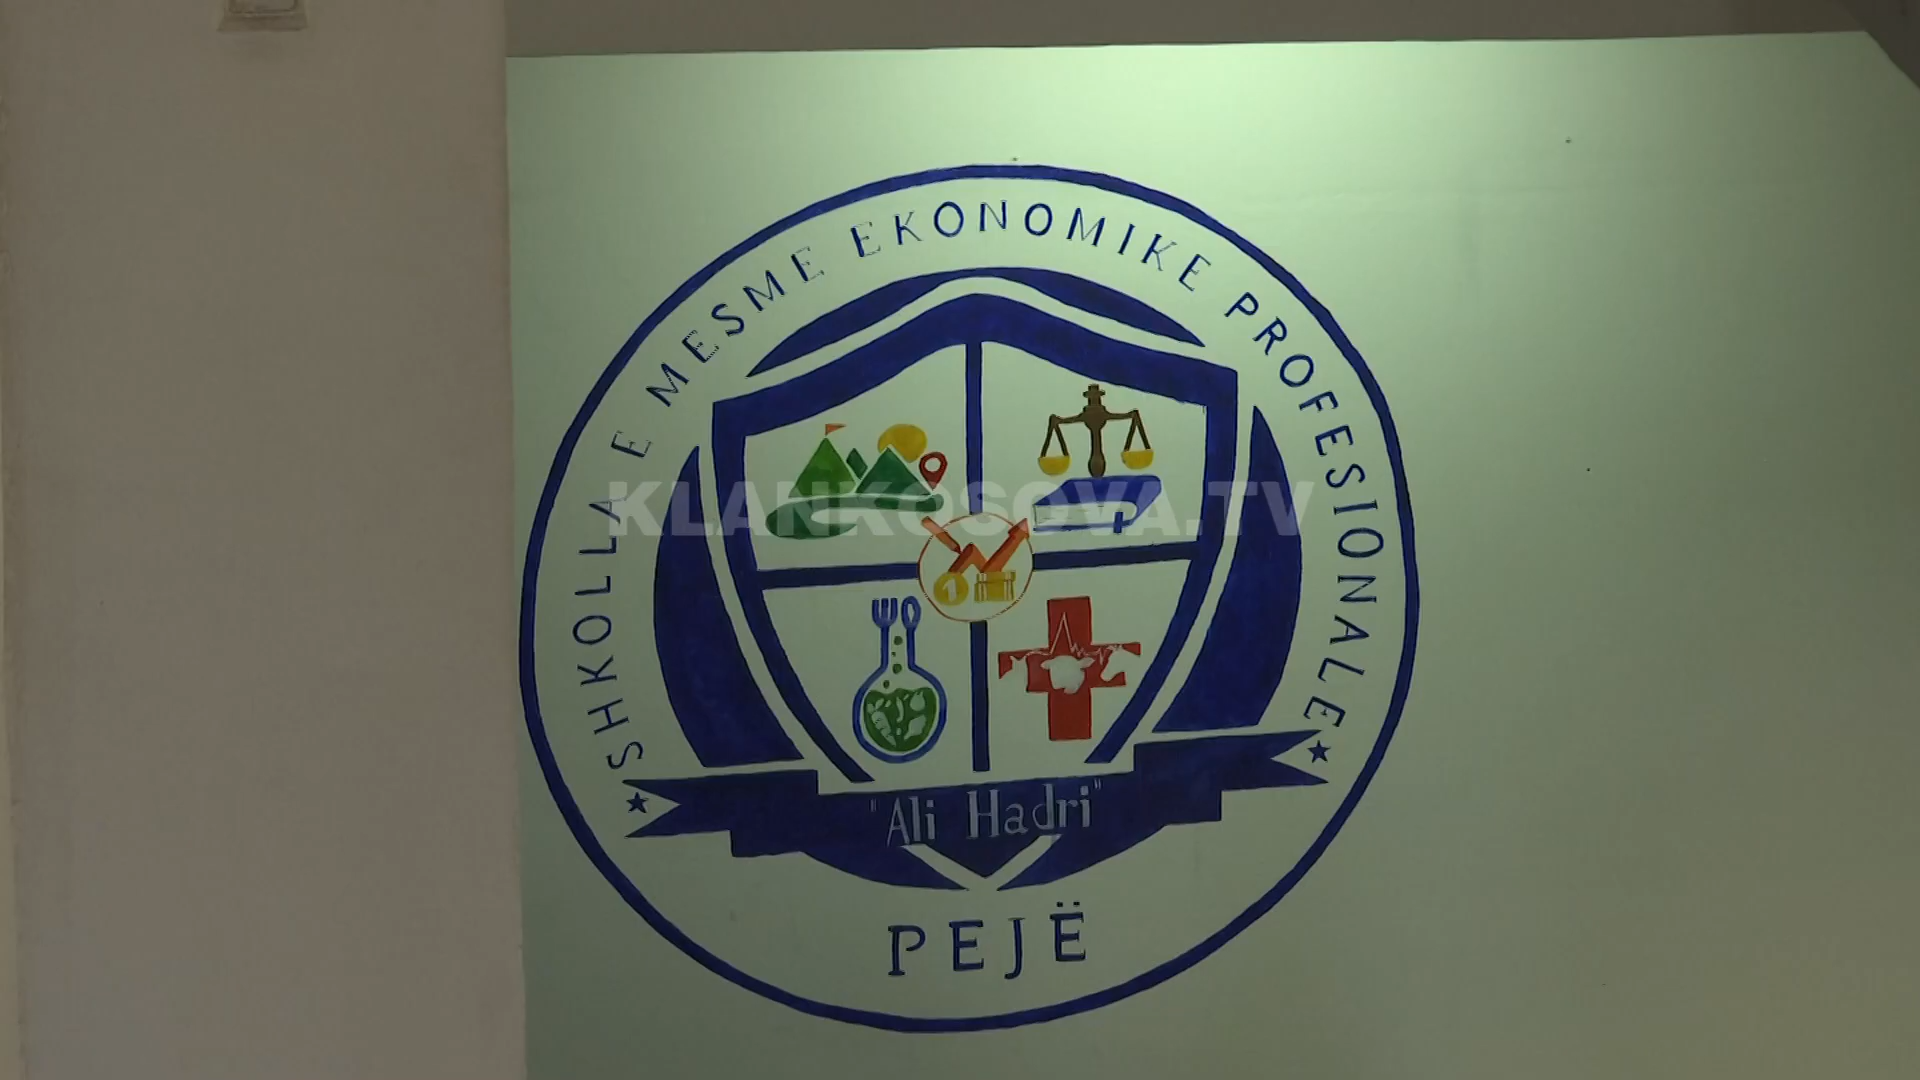 SHKOLLA E MESME EKONOMIKE PROFESIONALE
KLANKOSOVA.TV
"Ali Hadri"
PEJË